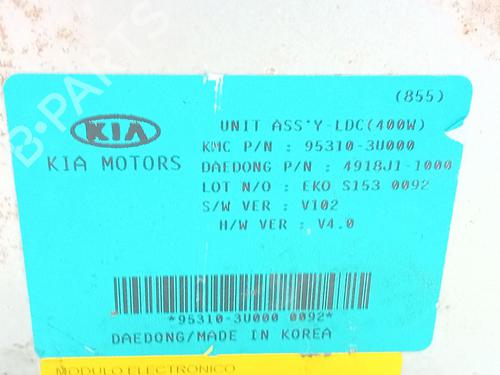 (855)
KIA
KIA MOTORS
UNIT ASS'Y-LDC(400W)
KMC P/N : 95310-3U000
DAEDONG P/N : 4918J1-1000
LOT N/O : EKO S153 0092
S/W VER : V102
H/W VER : V4.0
*95310-3U000 0092*
DAEDONG/MADE IN KOREA
MODULO ELECTRONICO
B-PARTS